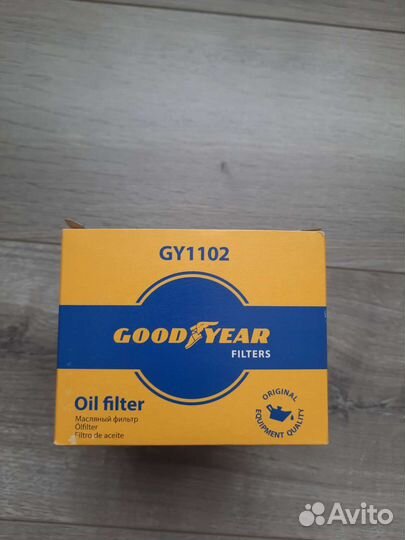 GY1102
GOODYEAR
FILTERS
Oil filter
Масляный фильтр
Ölfilter
Filtro de aceite
ORIGINAL
EQUIPMENT QUALITY
Avito